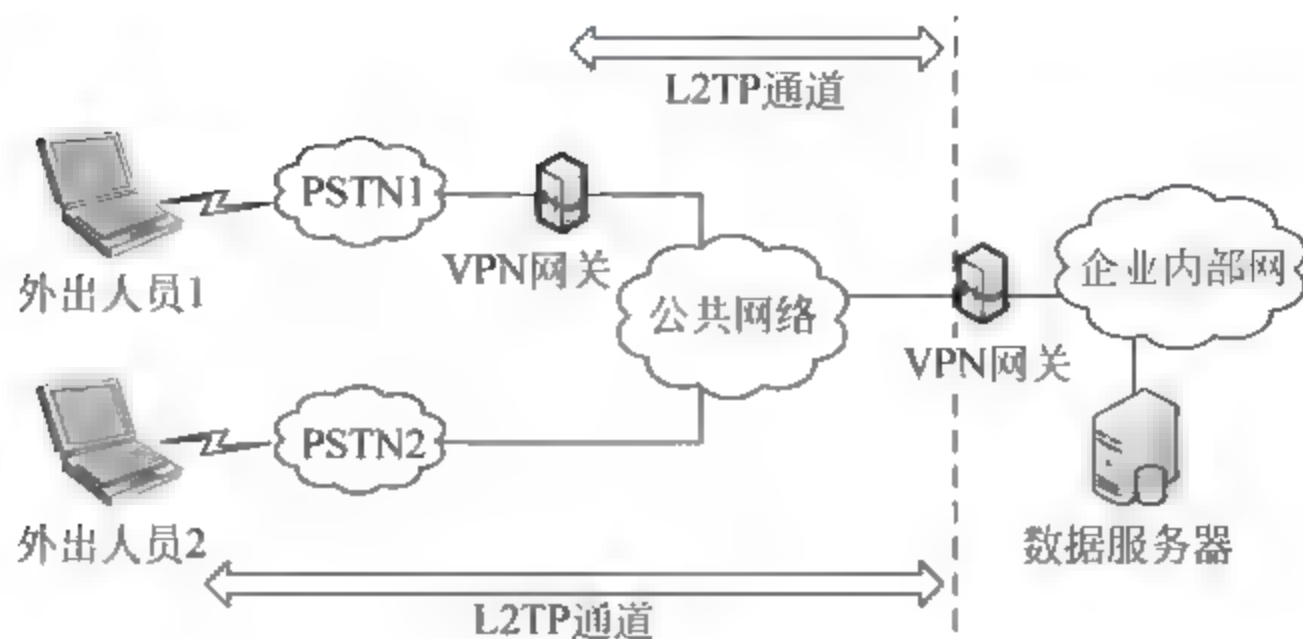 L2TP通道
PSTN1
VPN网关
外出人员1
公共网络
企业内部网
VPN网关
PSTN2
外出人员2
数据服务器
L2TP通道